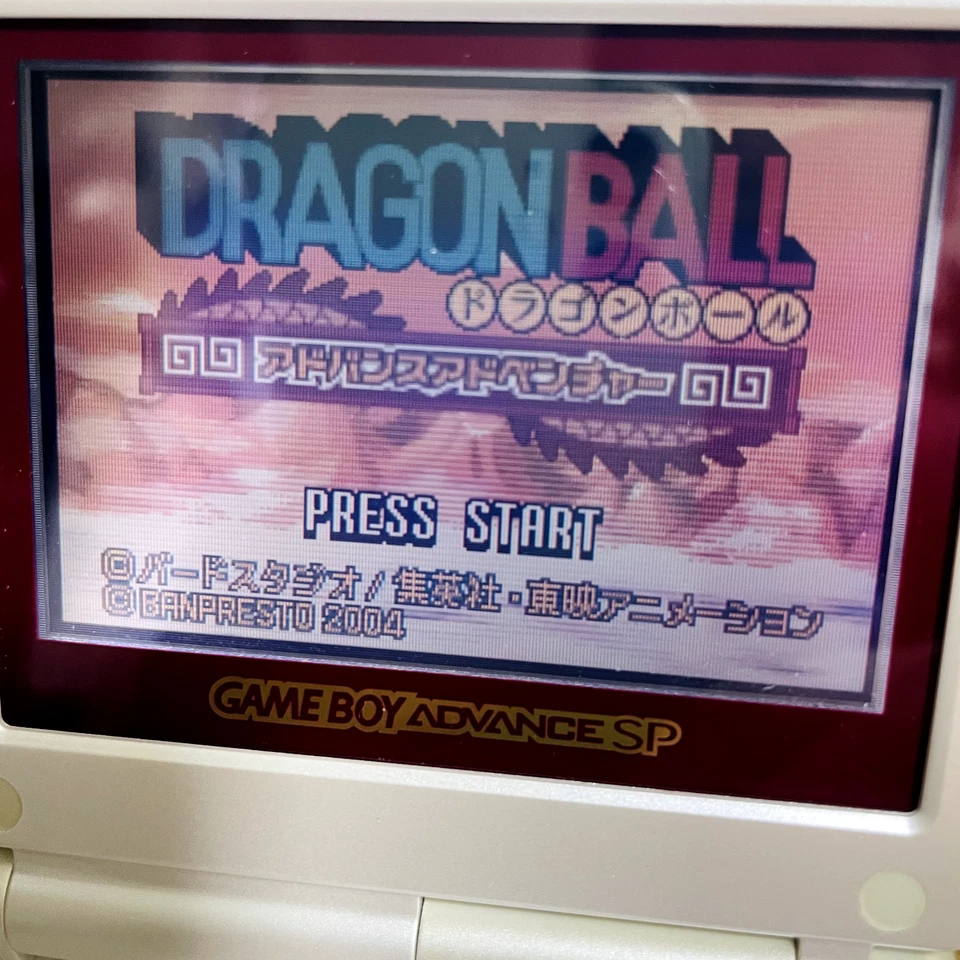 DRAGON BALL
ドラゴンボール
アドバンスアドベンチャー
PRESS START
©バードスタジオ/集英社・東映アニメーション
© BANPRESTO 2004
GAME BOY ADVANCE SP